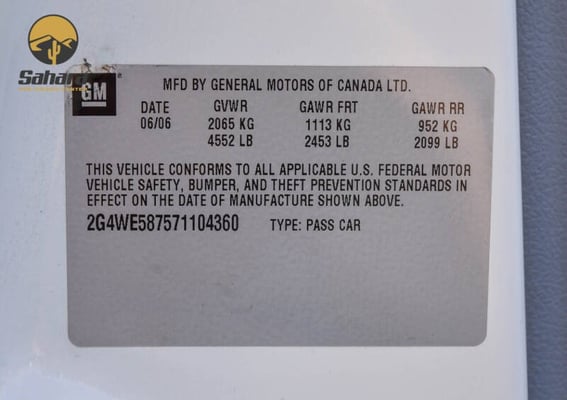 Sahara
GM
MFD BY GENERAL MOTORS OF CANADA LTD.
DATE GVWR GAWR FRT GAWR RR
06/06 2065 KG 1113 KG 952 KG
4552 LB 2453 LB 2099 LB
THIS VEHICLE CONFORMS TO ALL APPLICABLE U.S. FEDERAL MOTOR
VEHICLE SAFETY, BUMPER, AND THEFT PREVENTION STANDARDS IN
EFFECT ON THE DATE OF MANUFACTURE SHOWN ABOVE.
2G4WE587571104360 TYPE: PASS CAR